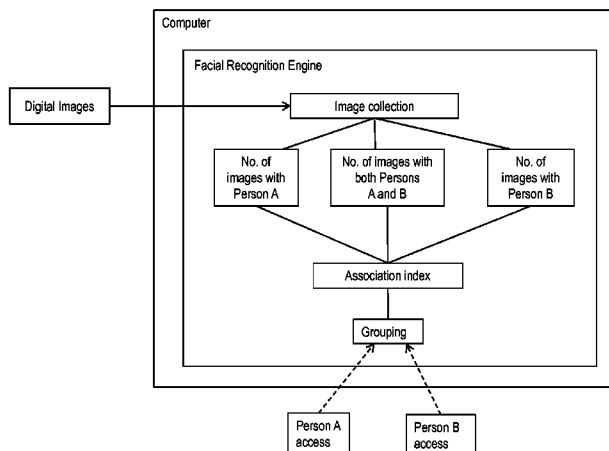 Computer
Facial Recognition Engine
Digital Images
Image collection
No. of
images with
Person A
No. of images with
both Persons
A and B
No. of
images with
Person B
Association index
Grouping
Person A
access
Person B
access